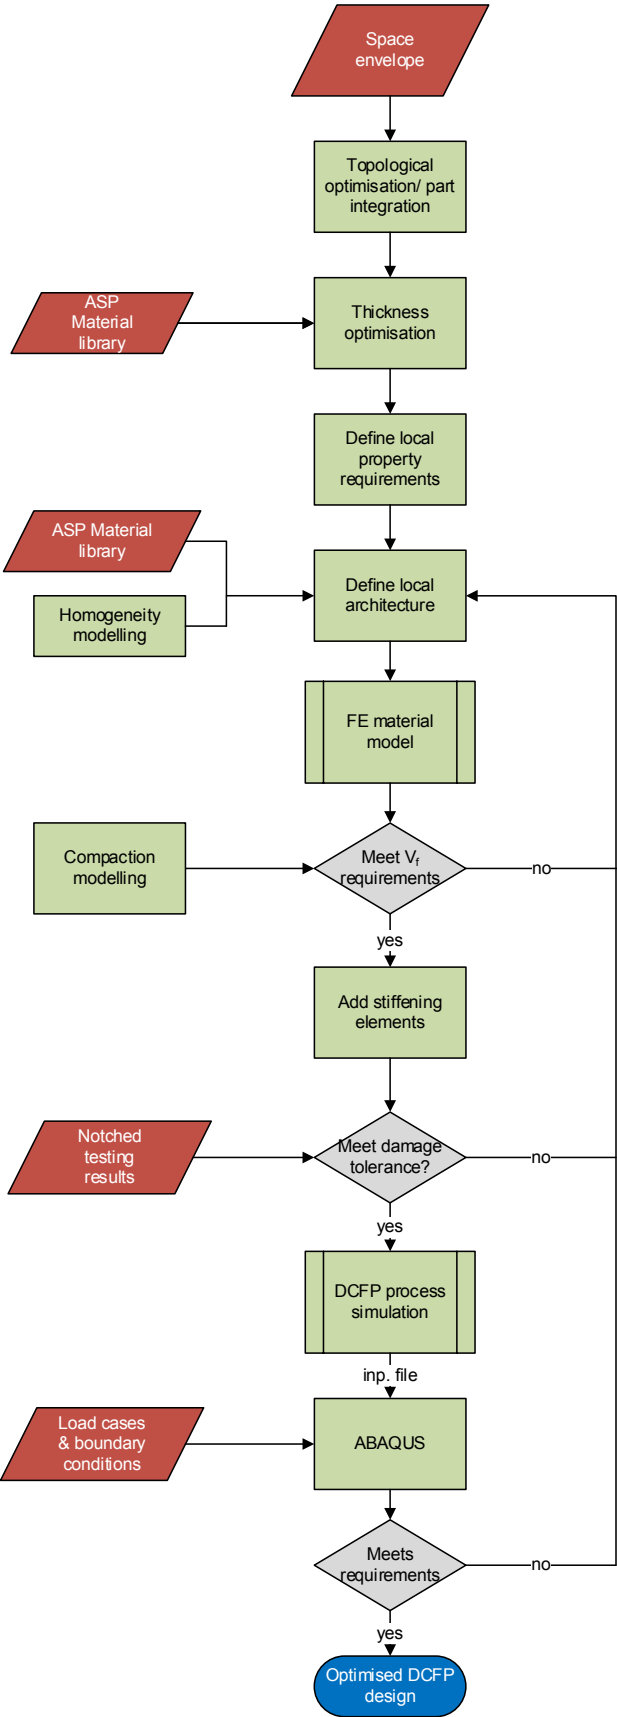 Space
envelope
Topological
optimisation/ part
integration
ASP
Material
library
Thickness
optimisation
Define local
property
requirements
ASP Material
library
Homogeneity
modelling
Define local
architecture
FE material
model
Compaction
modelling
Meet Vf
requirements
no
yes
Add stiffening
elements
Notched
testing
results
Meet damage
tolerance?
no
yes
DCFP process
simulation
inp. file
Load cases
& boundary
conditions
ABAQUS
Meets
requirements
no
yes
Optimised DCFP
design